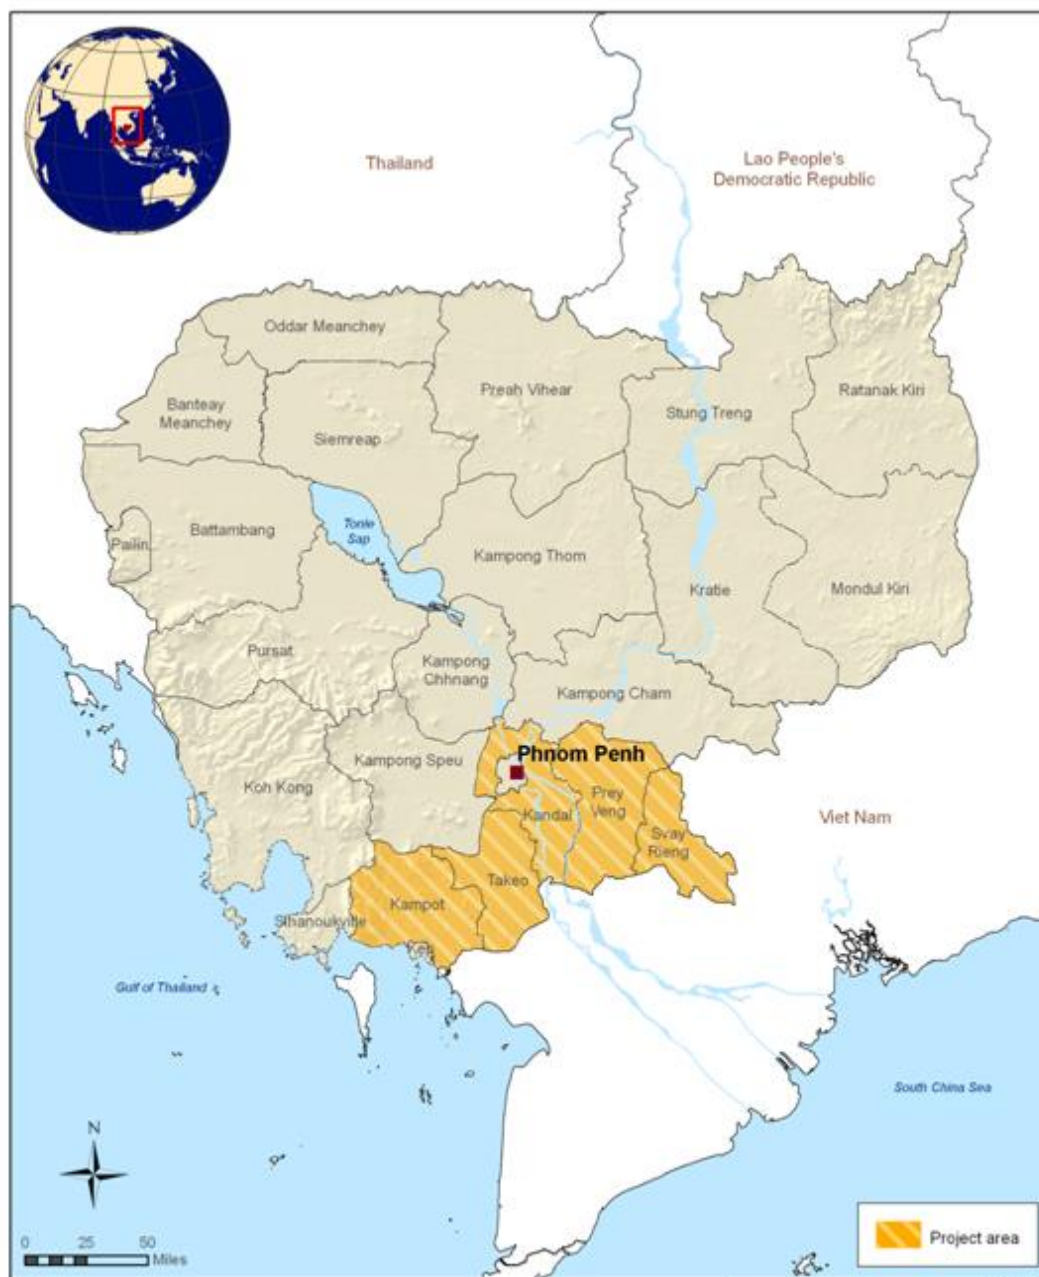 Thailand
Lao People's
Democratic Republic
Oddar Meanchey
Banteay
Meanchey
Siemreap
Preah Vihear
Stung Treng
Ratanak Kiri
Battambang
Pailin
Tonle
Sap
Kampong Thom
Kratie
Mondul Kiri
Pursat
Kampong
Chhnang
Kampong Cham
Koh Kong
Kampong Speu
Phnom Penh
Kandal
Prey
Veng
Svay
Rieng
Viet Nam
Takeo
Kampot
Sihanoukville
Gulf of Thailand
South China Sea
N
0 25 50
Miles
Project area